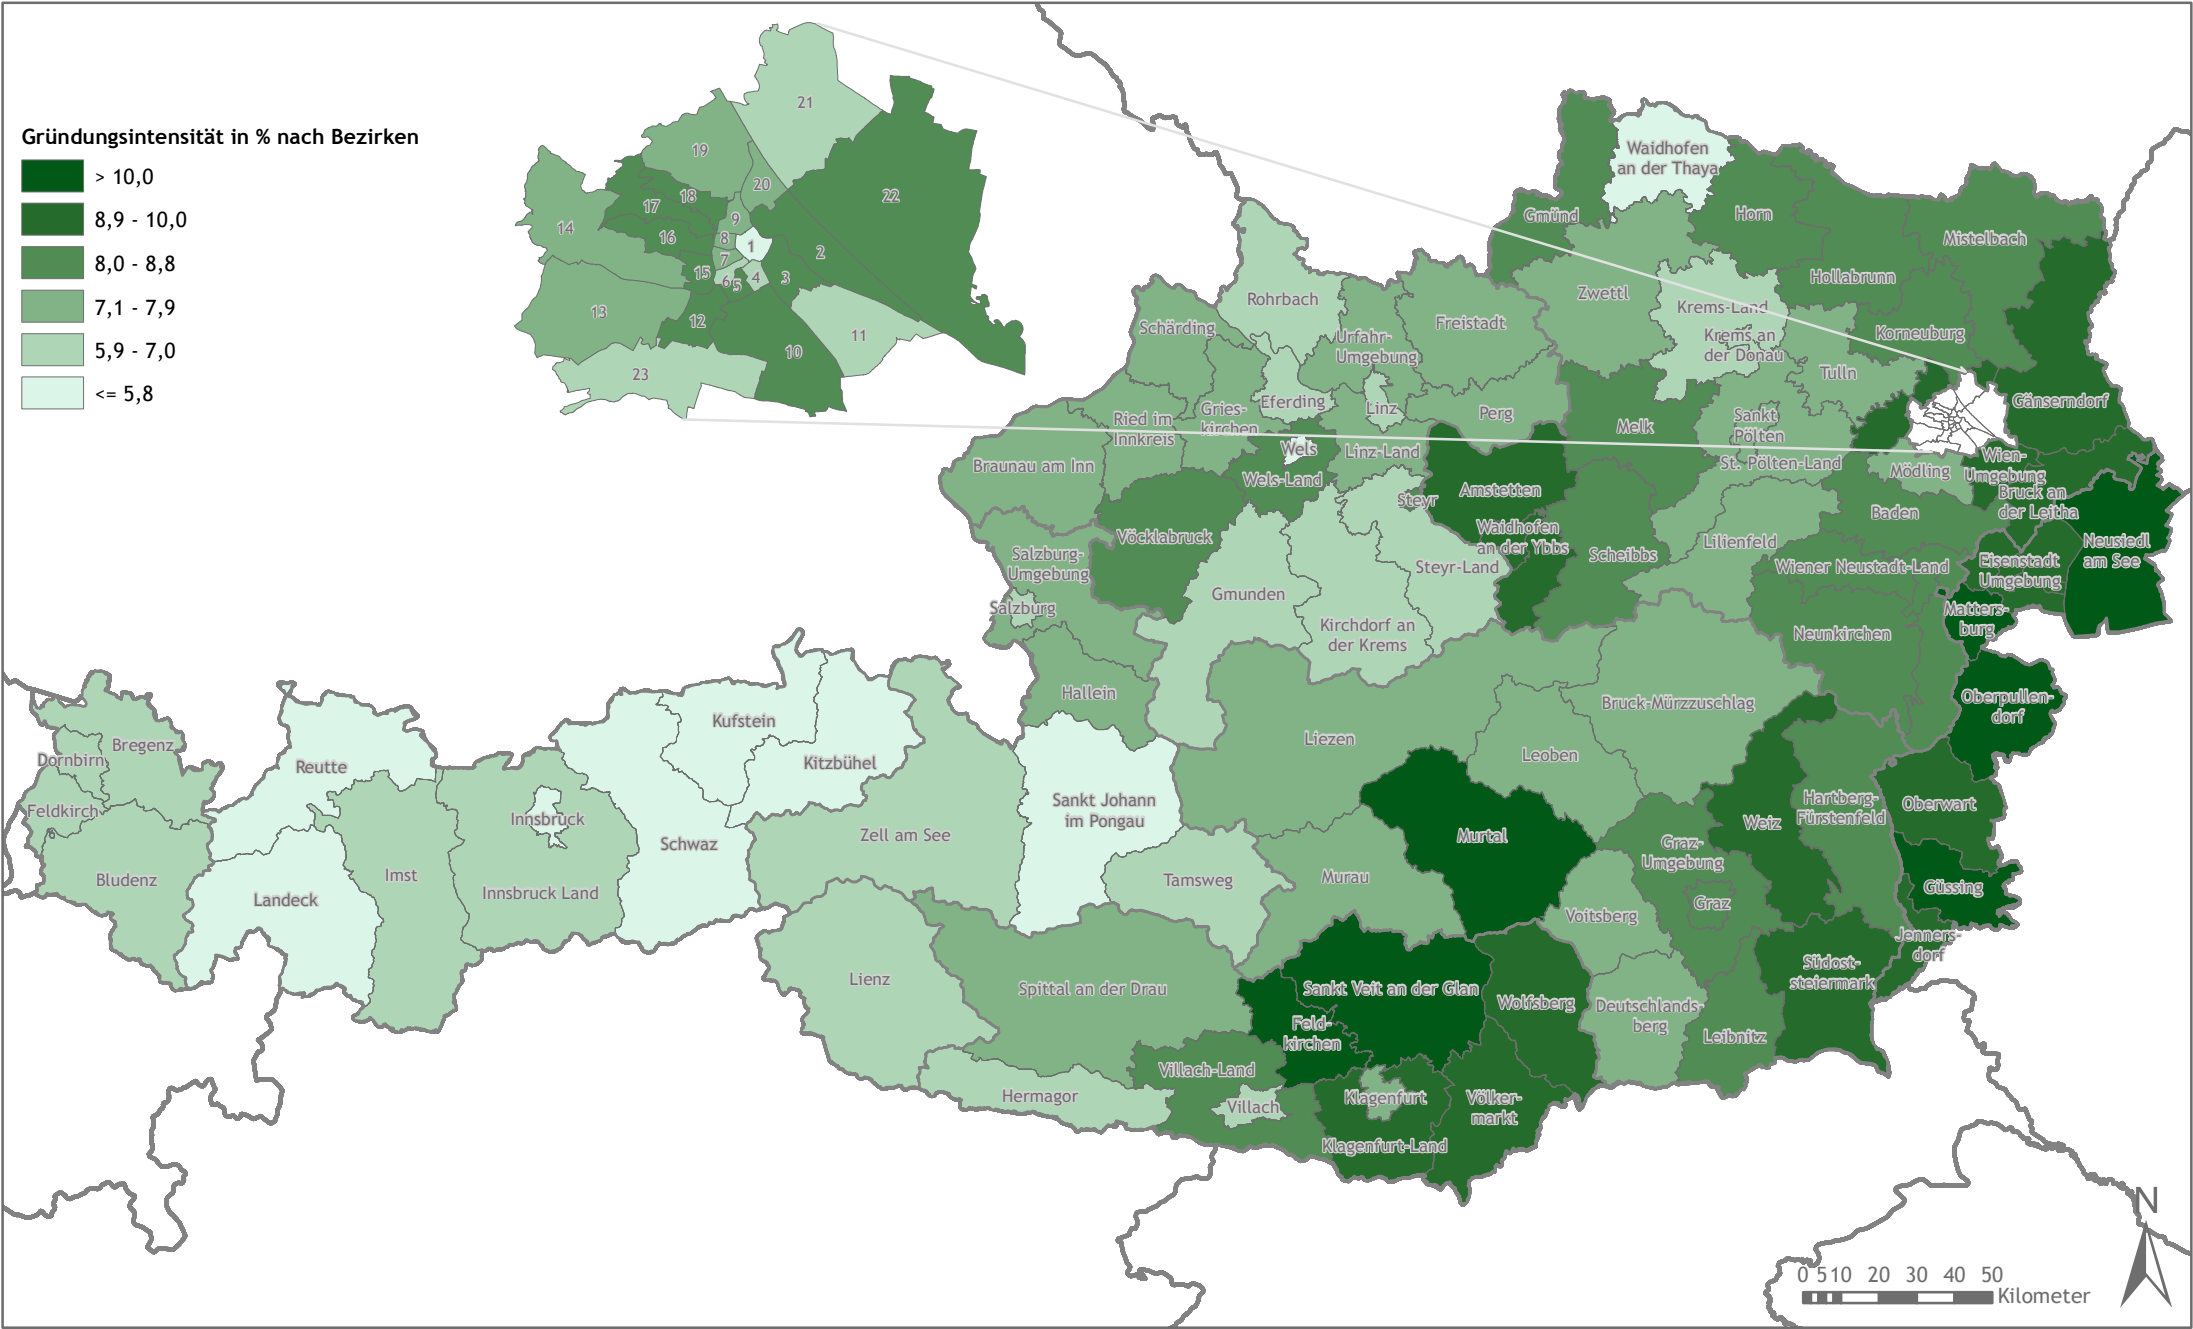 Gründungsintensität in % nach Bezirken
> 10,0
8,9 - 10,0
8,0 - 8,8
7,1 - 7,9
5,9 - 7,0
<= 5,8
21
19
20
22
18
17
9
14
16
8
1
2
7
15
6
5
4
3
13
12
11
10
23
Waidhofen
an der Thaya
Gmünd
Horn
Mistelbach
Hollabrunn
Zwettl
Krems-Land
Krems an
der Donau
Korneuburg
Rohrbach
Schärding
Urfahr-
Umgebung
Freistadt
Tulln
Gänserndorf
Eferding
Linz
Perg
Gries-
kirchen
Ried im
Innkreis
Melk
Sankt
Pölten
Braunau am Inn
Wels
Linz-Land
Wels-Land
St. Pölten-Land
Mödling
Wien-
Umgebung
Bruck an
der Leitha
Amstetten
Steyr
Baden
Waidhofen
an der Ybbs
Vöcklabruck
Lilienfeld
Scheibbs
Neusiedl
am See
Salzburg-
Umgebung
Steyr-Land
Wiener Neustadt-Land
Eisenstadt
Umgebung
Gmunden
Salzburg
Matters-
burg
Kirchdorf an
der Krems
Neunkirchen
Hallein
Bruck-Mürzzuschlag
Oberpullen-
dorf
Kufstein
Liezen
Bregenz
Dornbirn
Reutte
Kitzbühel
Leoben
Feldkirch
Innsbruck
Sankt Johann
im Pongau
Hartberg-
Fürstenfeld
Oberwart
Weiz
Zell am See
Murtal
Schwaz
Graz-
Umgebung
Bludenz
Imst
Innsbruck Land
Landeck
Tamsweg
Murau
Güssing
Graz
Voitsberg
Jenners-
dorf
Südost-
steiermark
Lienz
Spittal an der Drau
Sankt Veit an der Glan
Wolfsberg
Deutschlands-
berg
Feld-
kirchen
Leibnitz
Villach-Land
Hermagor
Villach
Klagenfurt
Völker-
markt
Klagenfurt-Land
N
0 5 10 20 30 40 50
Kilometer